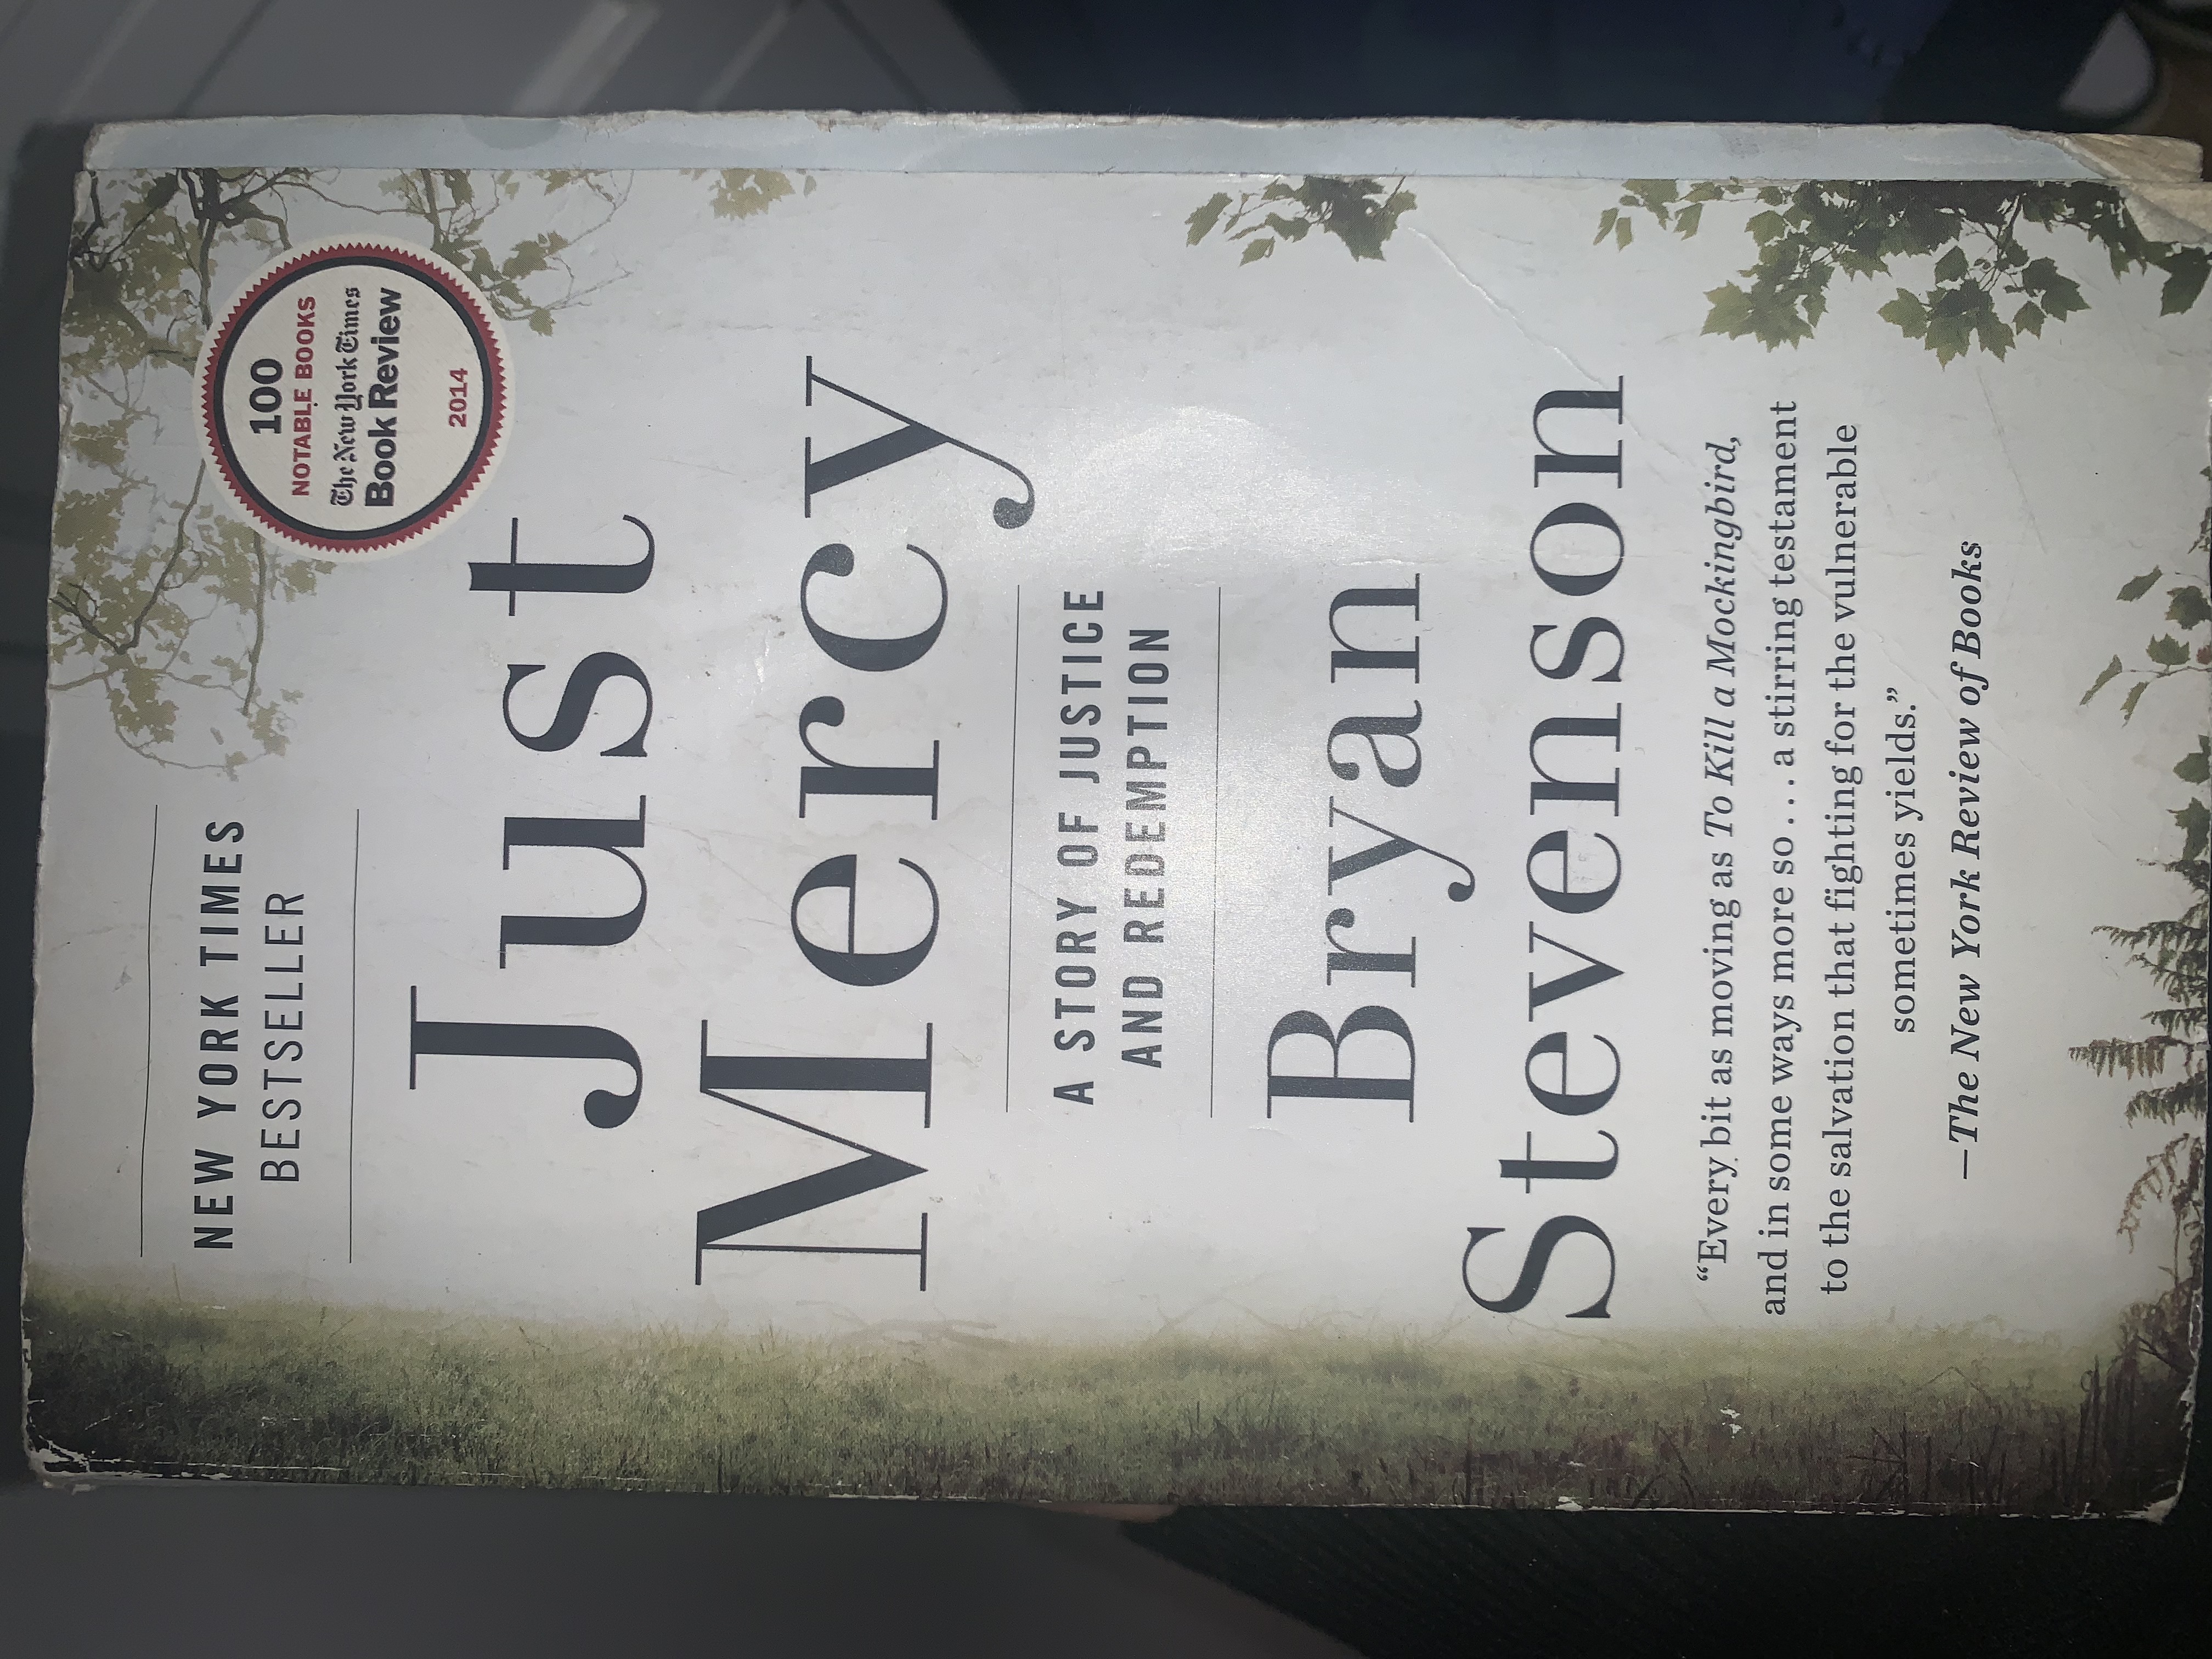 NEW YORK TIMES
BESTSELLER
100
NOTABLE BOOKS
The New York Times
Book Review
2014
Just
Mercy
A STORY OF JUSTICE
AND REDEMPTION
Bryan
Stevenson
“Every bit as moving as To Kill a Mockingbird,
and in some ways more so . . . a stirring testament
to the salvation that fighting for the vulnerable
sometimes yields.”
—The New York Review of Books